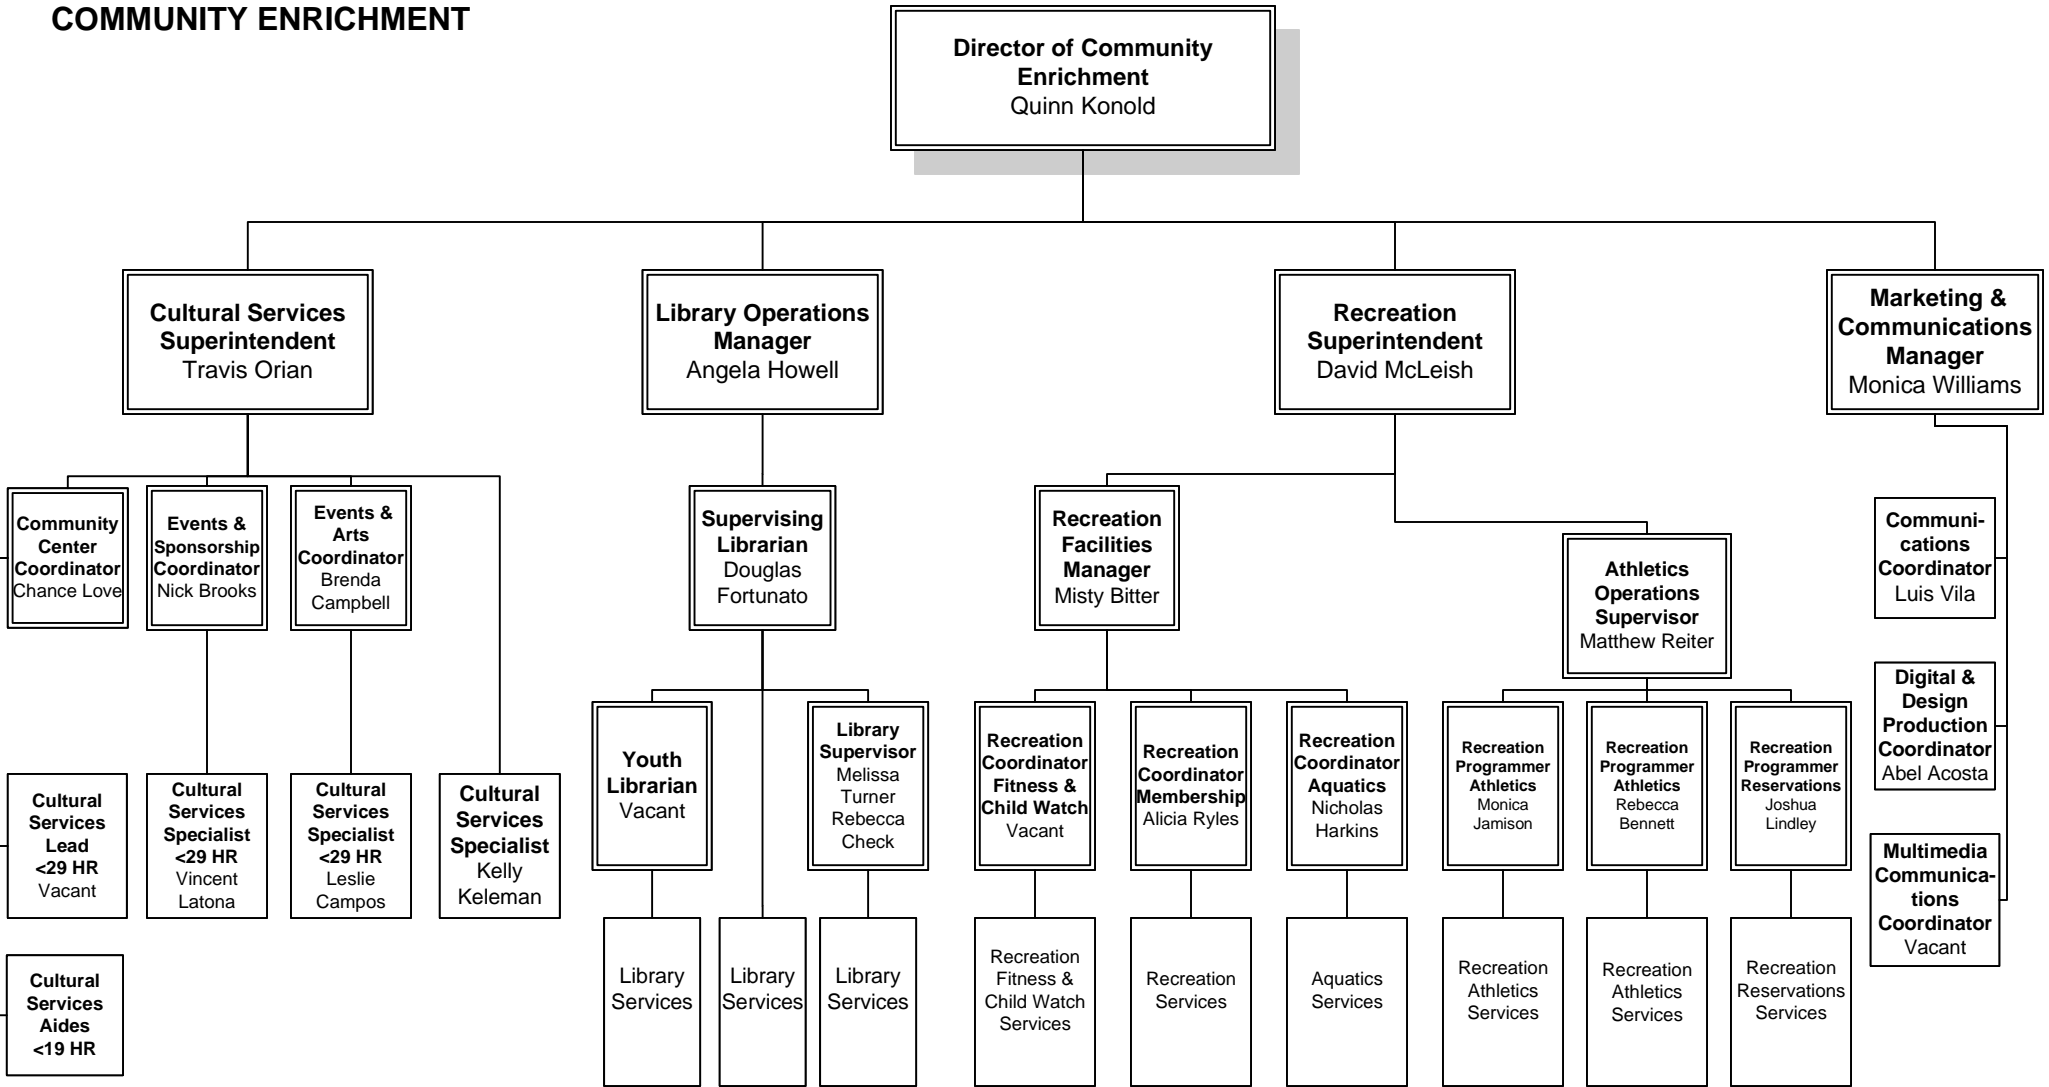 COMMUNITY ENRICHMENT
Director of Community
Enrichment
Quinn Konold
Cultural Services
Superintendent
Travis Orian
Library Operations
Manager
Angela Howell
Recreation
Superintendent
David McLeish
Marketing &
Communications
Manager
Monica Williams
Community
Center
Coordinator
Chance Love
Events &
Sponsorship
Coordinator
Nick Brooks
Events &
Arts
Coordinator
Brenda
Campbell
Supervising
Librarian
Douglas
Fortunato
Recreation
Facilities
Manager
Misty Bitter
Athletics
Operations
Supervisor
Matthew Reiter
Communi-
cations
Coordinator
Luis Vila
Digital &
Design
Production
Coordinator
Abel Acosta
Multimedia
Communica-
tions
Coordinator
Vacant
Cultural
Services
Lead
<29 HR
Vacant
Cultural
Services
Specialist
<29 HR
Vincent
Latona
Cultural
Services
Specialist
<29 HR
Leslie
Campos
Cultural
Services
Specialist
Kelly
Keleman
Youth
Librarian
Vacant
Library
Supervisor
Melissa
Turner
Rebecca
Check
Recreation
Coordinator
Fitness &
Child Watch
Vacant
Recreation
Coordinator
Membership
Alicia Ryles
Recreation
Coordinator
Aquatics
Nicholas
Harkins
Recreation
Programmer
Athletics
Monica
Jamison
Recreation
Programmer
Athletics
Rebecca
Bennett
Recreation
Programmer
Reservations
Joshua
Lindley
Cultural
Services
Aides
<19 HR
Library
Services
Library
Services
Library
Services
Recreation
Fitness &
Child Watch
Services
Recreation
Services
Aquatics
Services
Recreation
Athletics
Services
Recreation
Athletics
Services
Recreation
Reservations
Services